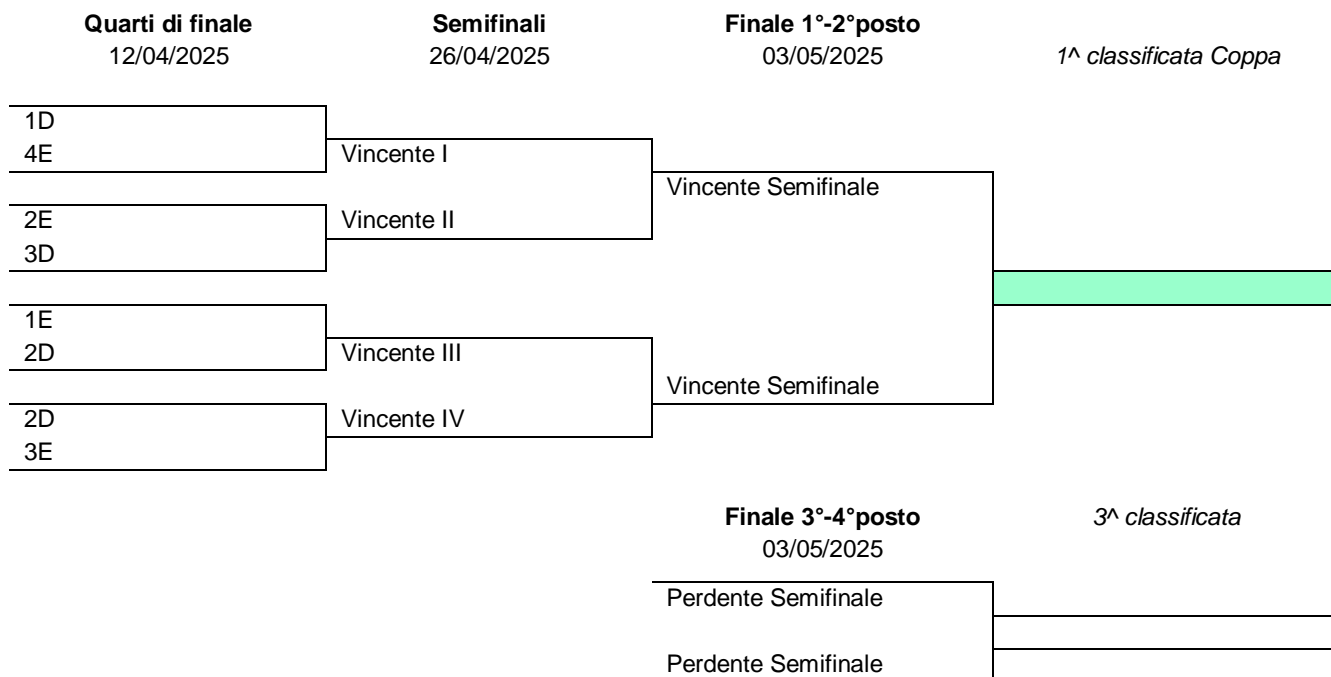 Quarti di finale Semifinali Finale 1°-2°posto
12/04/2025 26/04/2025 03/05/2025 1^ classificata Coppa
1D
4E Vincente I
Vincente Semifinale
2E Vincente II
3D
1E
2D Vincente III
Vincente Semifinale
2D Vincente IV
3E
Finale 3°-4°posto 3^ classificata
03/05/2025
Perdente Semifinale
Perdente Semifinale